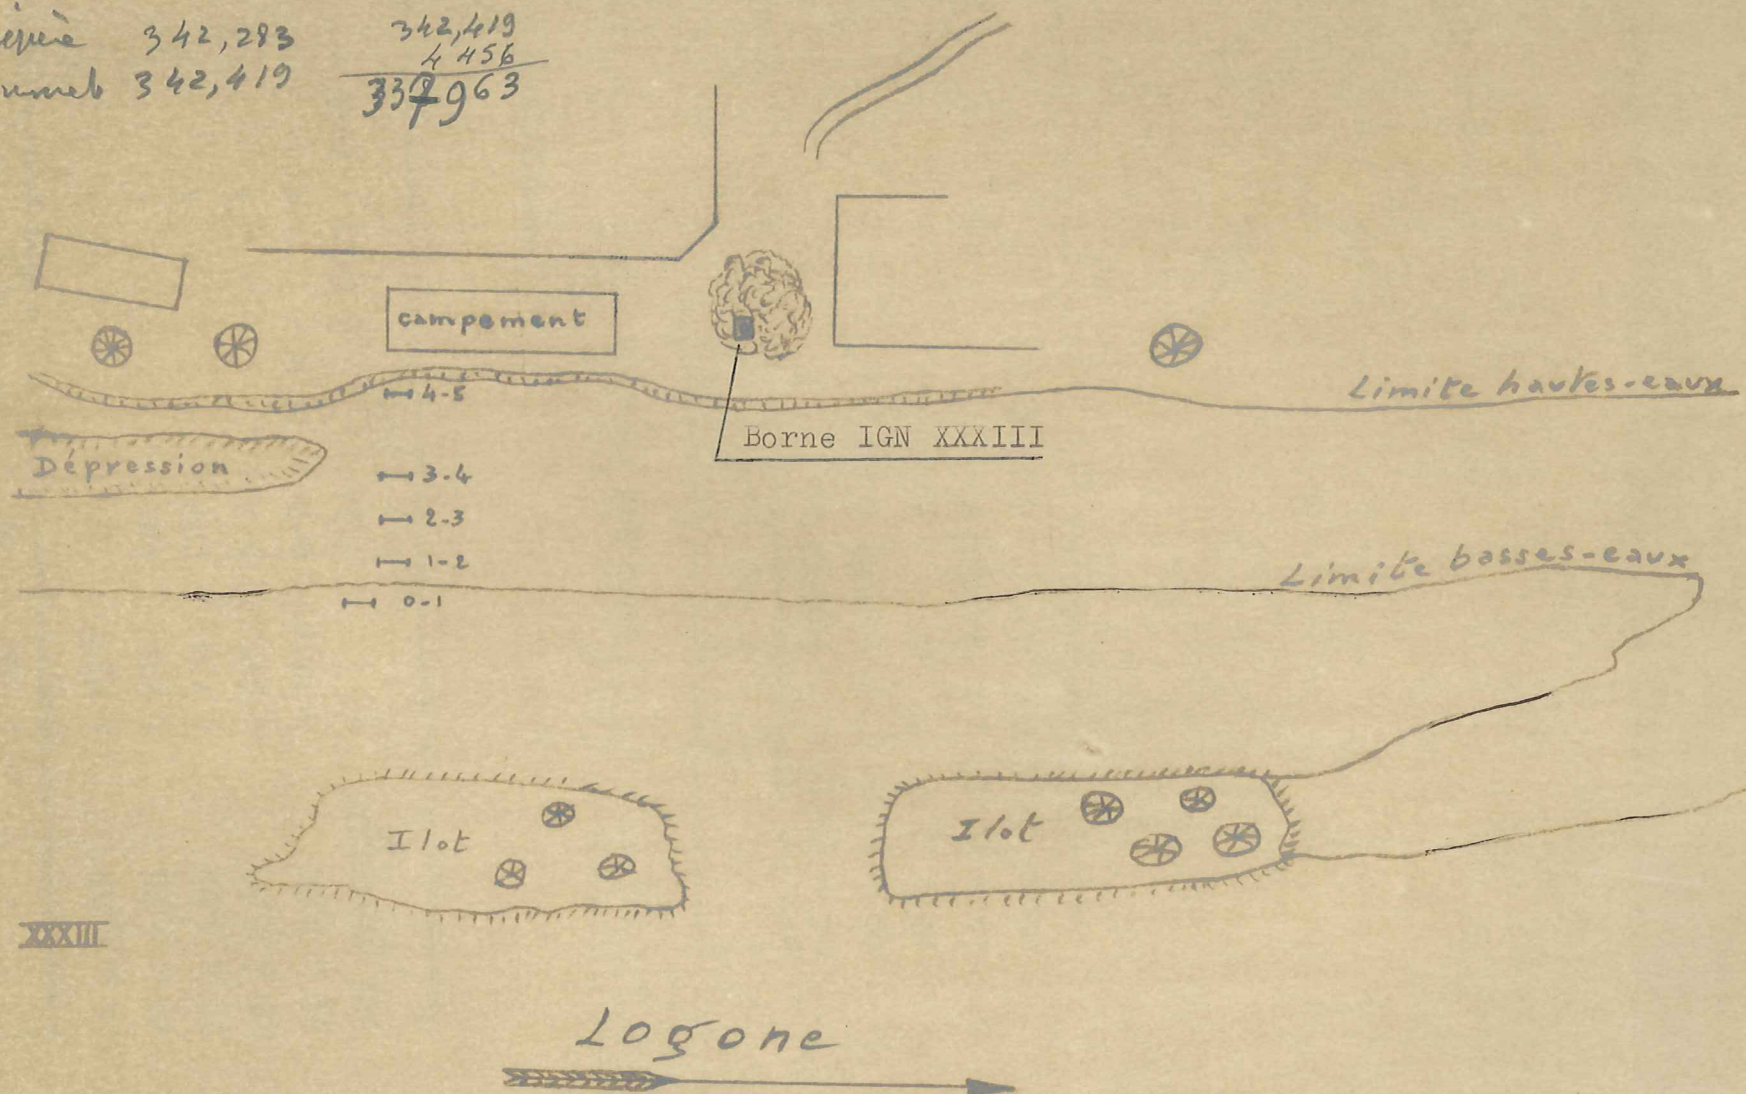 342,283 342,419
4 456
342,419
337963
campement
4-5
Limite hautes-eaux
Borne IGN XXXIII
Dépression
3-4
2-3
1-2
Limite basses-eaux
0-1
Ilot
Ilot
XXXIII
Logone